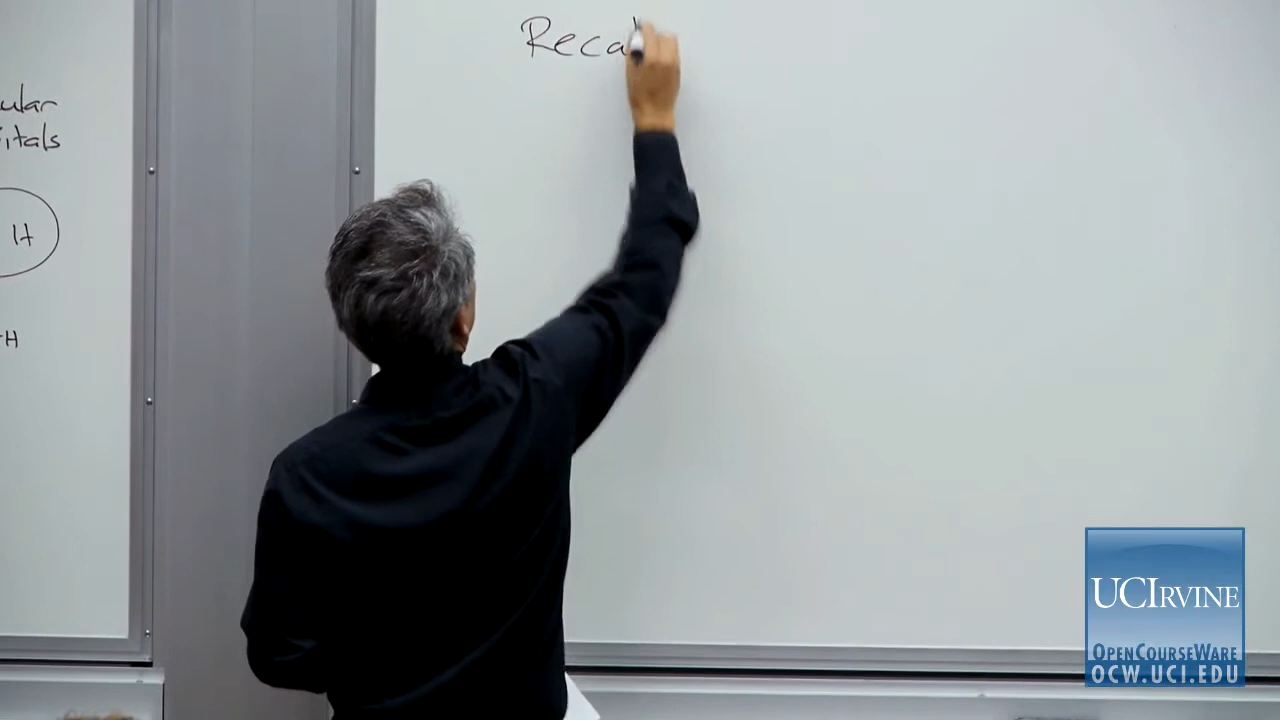 ular
itals
H
H
Reca
UCIRVINE
OPENCOURSEWARE
OCW.UCI.EDU